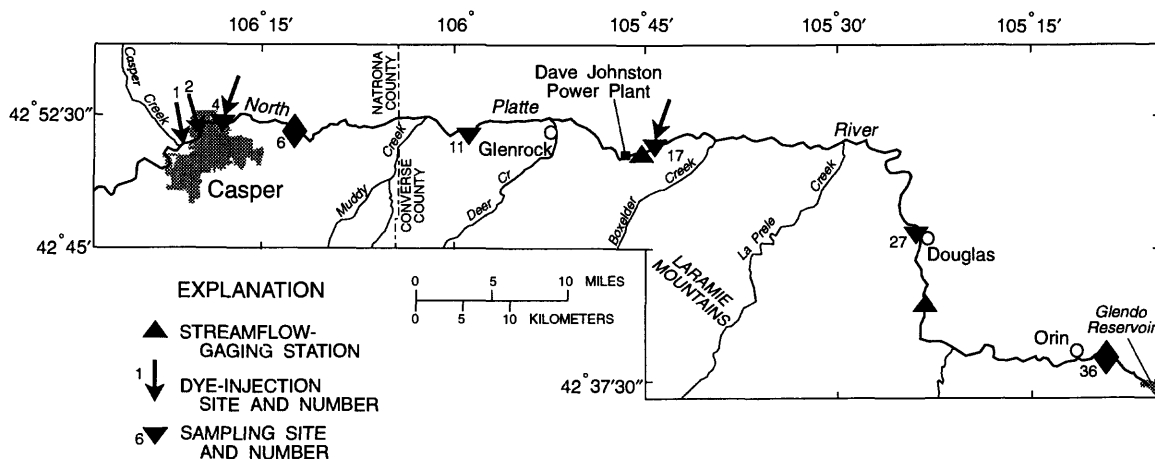 106°15'
106°
105°45'
105°30'
105°15'
42°52'30"
42°45'
42°37'30"
Casper
Creek
1
2
4
North
6
Casper
NATRONA
COUNTY
CONVERSE
COUNTY
Muddy
Creek
11
Platte
Glenrock
Deer Cr
Dave Johnston
Power Plant
17
Boxelder
Creek
River
La Prele
Creek
LARAMIE
MOUNTAINS
27
Douglas
Orin
36
Glendo
Reservoir
0 5 10 MILES
0 5 10 KILOMETERS
EXPLANATION
STREAMFLOW-
GAGING STATION
1
DYE-INJECTION
SITE AND NUMBER
6
SAMPLING SITE
AND NUMBER